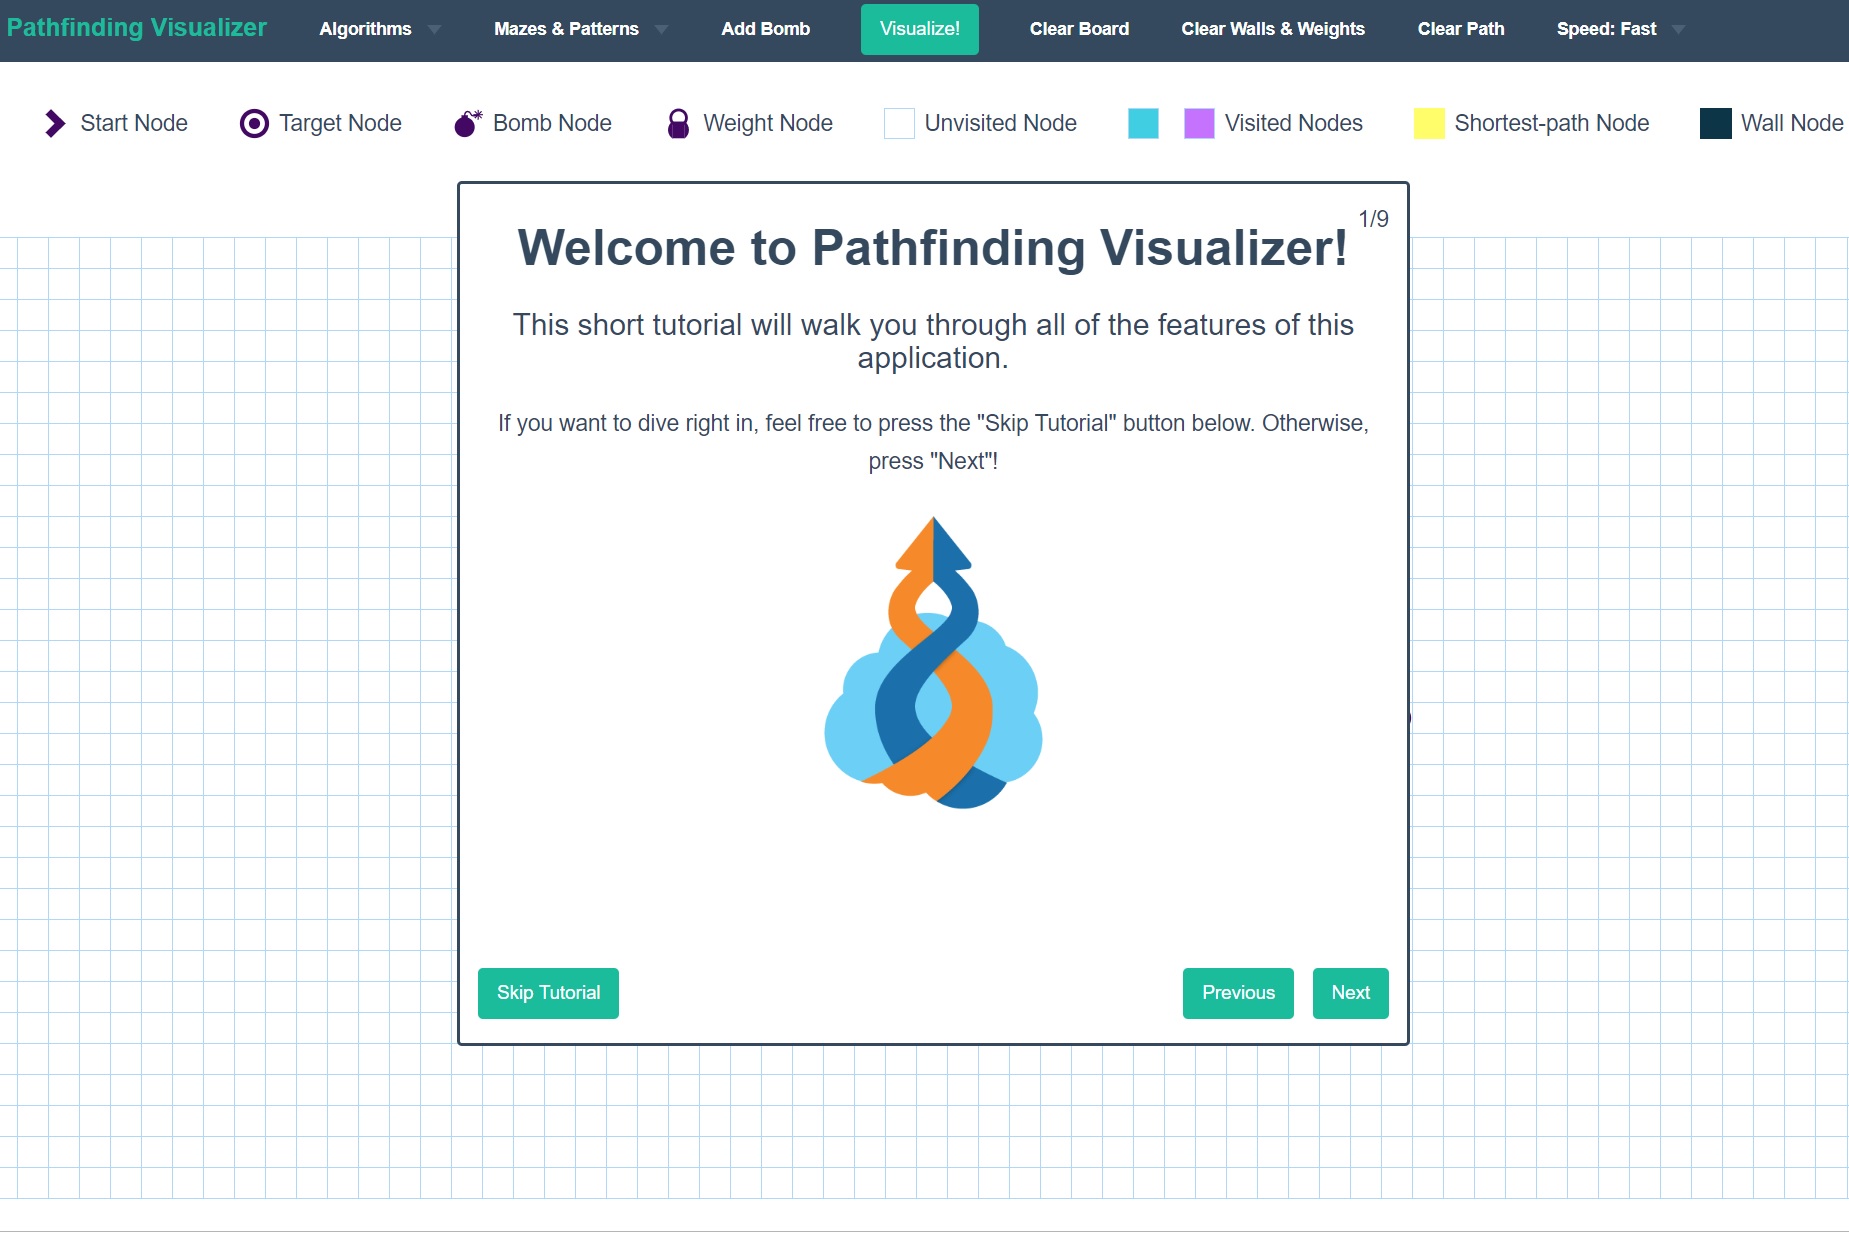 Pathfinding Visualizer Algorithms Mazes & Patterns Add Bomb Visualize! Clear Board Clear Walls & Weights Clear Path Speed: Fast
Start Node Target Node Bomb Node Weight Node Unvisited Node Visited Nodes Shortest-path Node Wall Node
1/9
Welcome to Pathfinding Visualizer!
This short tutorial will walk you through all of the features of this
application.
If you want to dive right in, feel free to press the "Skip Tutorial" button below. Otherwise,
press "Next"!
Skip Tutorial Previous Next